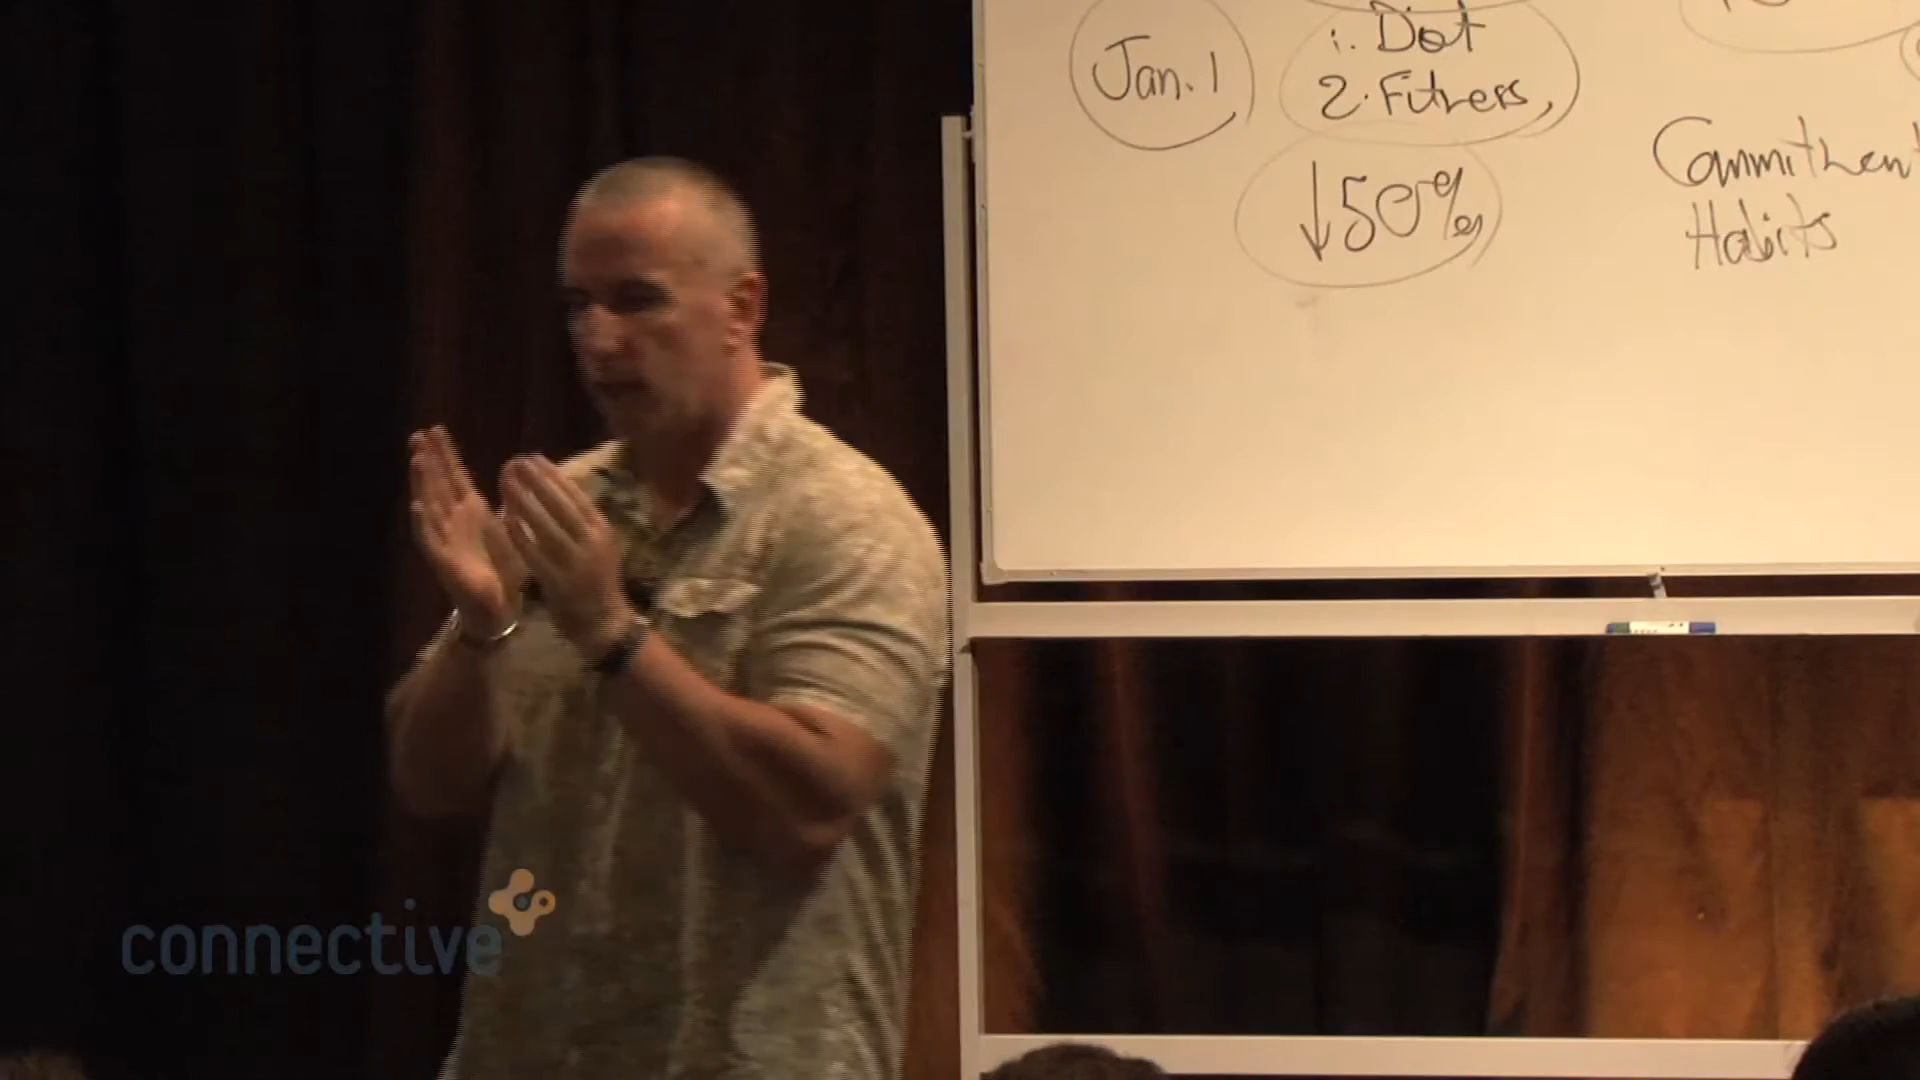 Jan. 1
1. Diet
2. Fitness,
↓50%
Commitment
Habits
connective